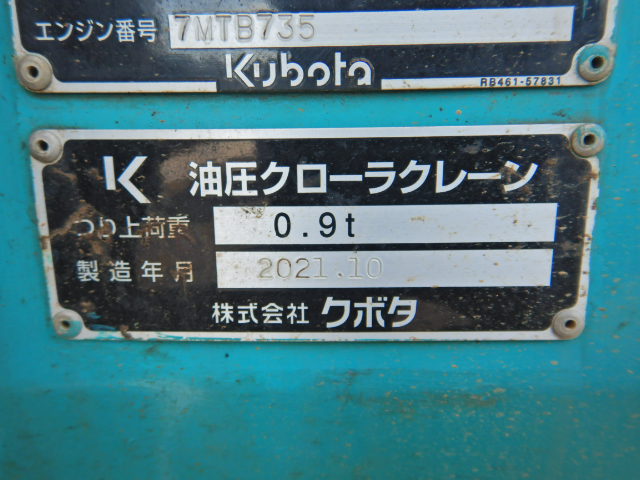 エンジン番号 7MTB735
Kubota
RB461-57831
K 油圧クローラクレーン
つり上荷重 0.9t
製造年月 2021.10
株式会社 クボタ